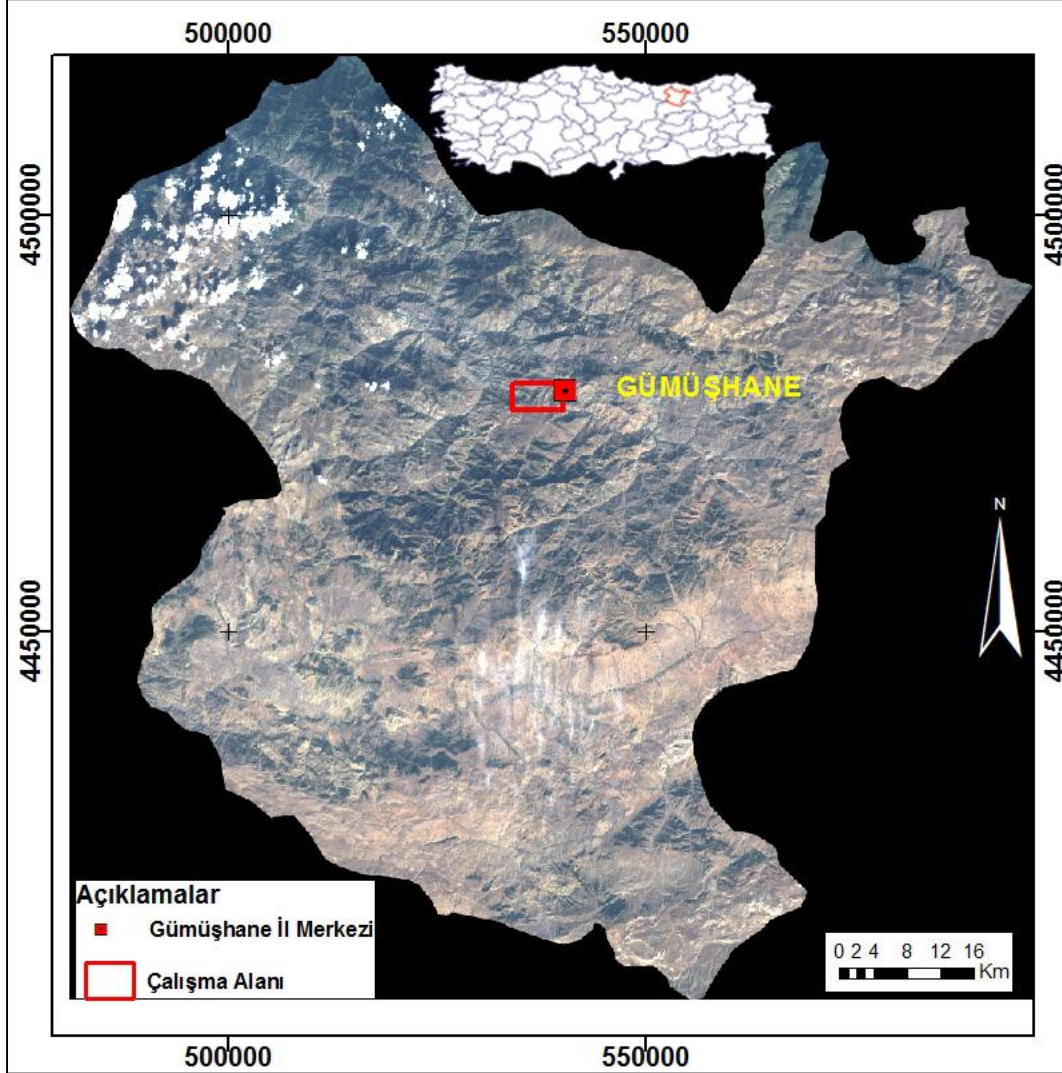 500000 550000
4500000 4500000
GÜMÜŞHANE
N
4450000 4450000
Açıklamalar
Gümüşhane İl Merkezi
Çalışma Alanı
0 2 4 8 12 16
Km
500000 550000